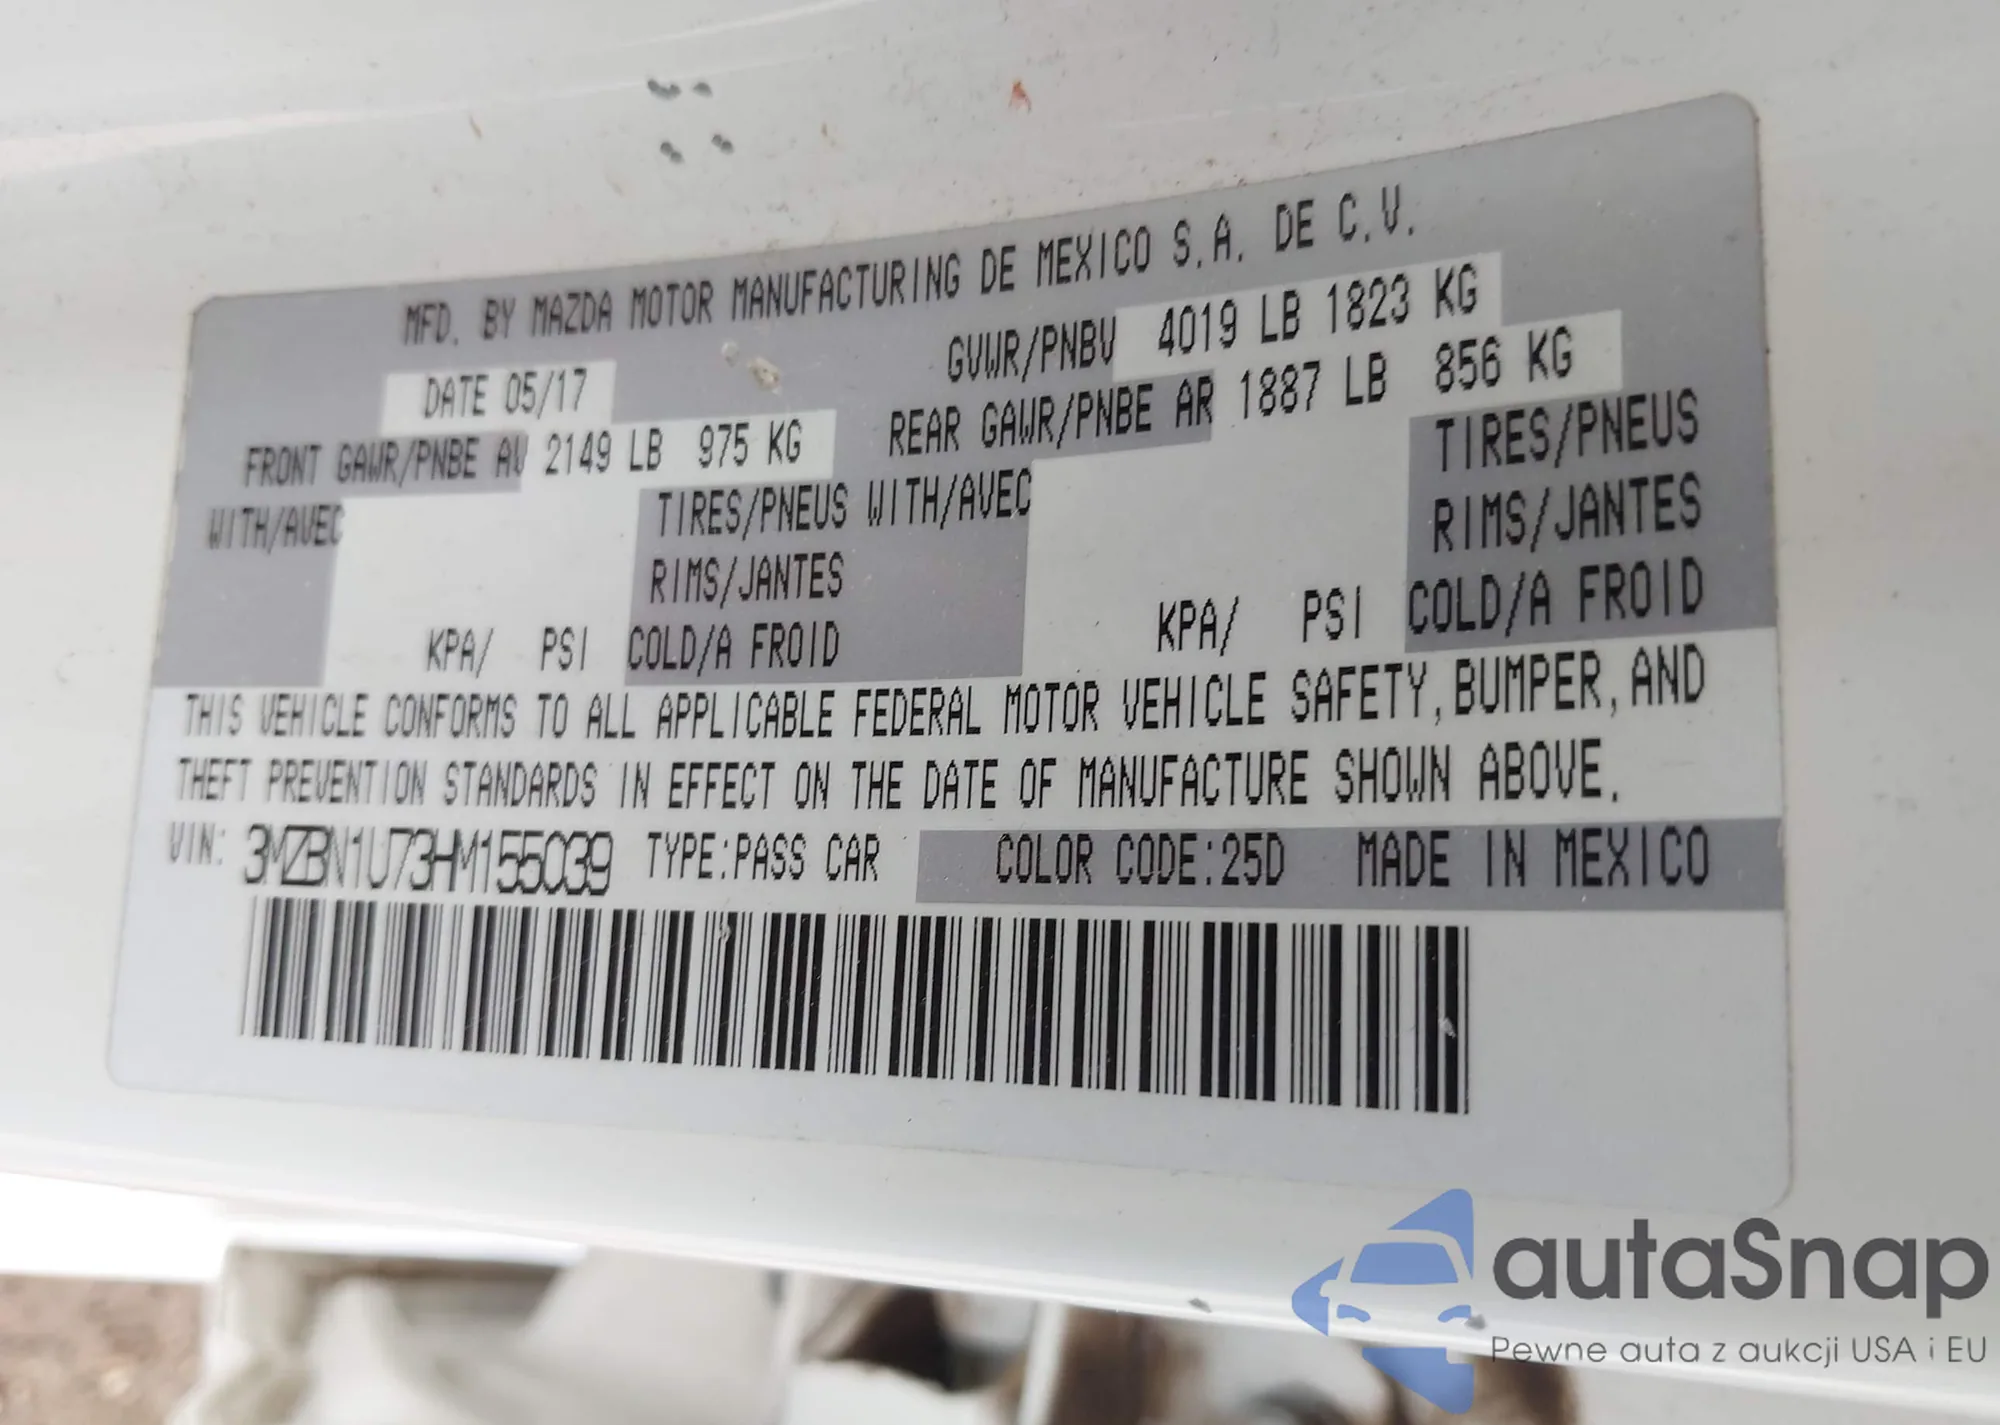 MFD. BY MAZDA MOTOR MANUFACTURING DE MEXICO S.A. DE C.V.
DATE 05/17 GVWR/PNBV 4019 LB 1823 KG
FRONT GAWR/PNBE AV 2149 LB 975 KG REAR GAWR/PNBE AR 1887 LB 856 KG
WITH/AVEC TIRES/PNEUS WITH/AVEC TIRES/PNEUS
RIMS/JANTES RIMS/JANTES
KPA/ PSI COLD/A FROID KPA/ PSI COLD/A FROID
THIS VEHICLE CONFORMS TO ALL APPLICABLE FEDERAL MOTOR VEHICLE SAFETY, BUMPER, AND
THEFT PREVENTION STANDARDS IN EFFECT ON THE DATE OF MANUFACTURE SHOWN ABOVE.
VIN: 3MZBN1U73HM155039 TYPE:PASS CAR COLOR CODE:25D MADE IN MEXICO
autaSnap
Pewne auta z aukcji USA i EU